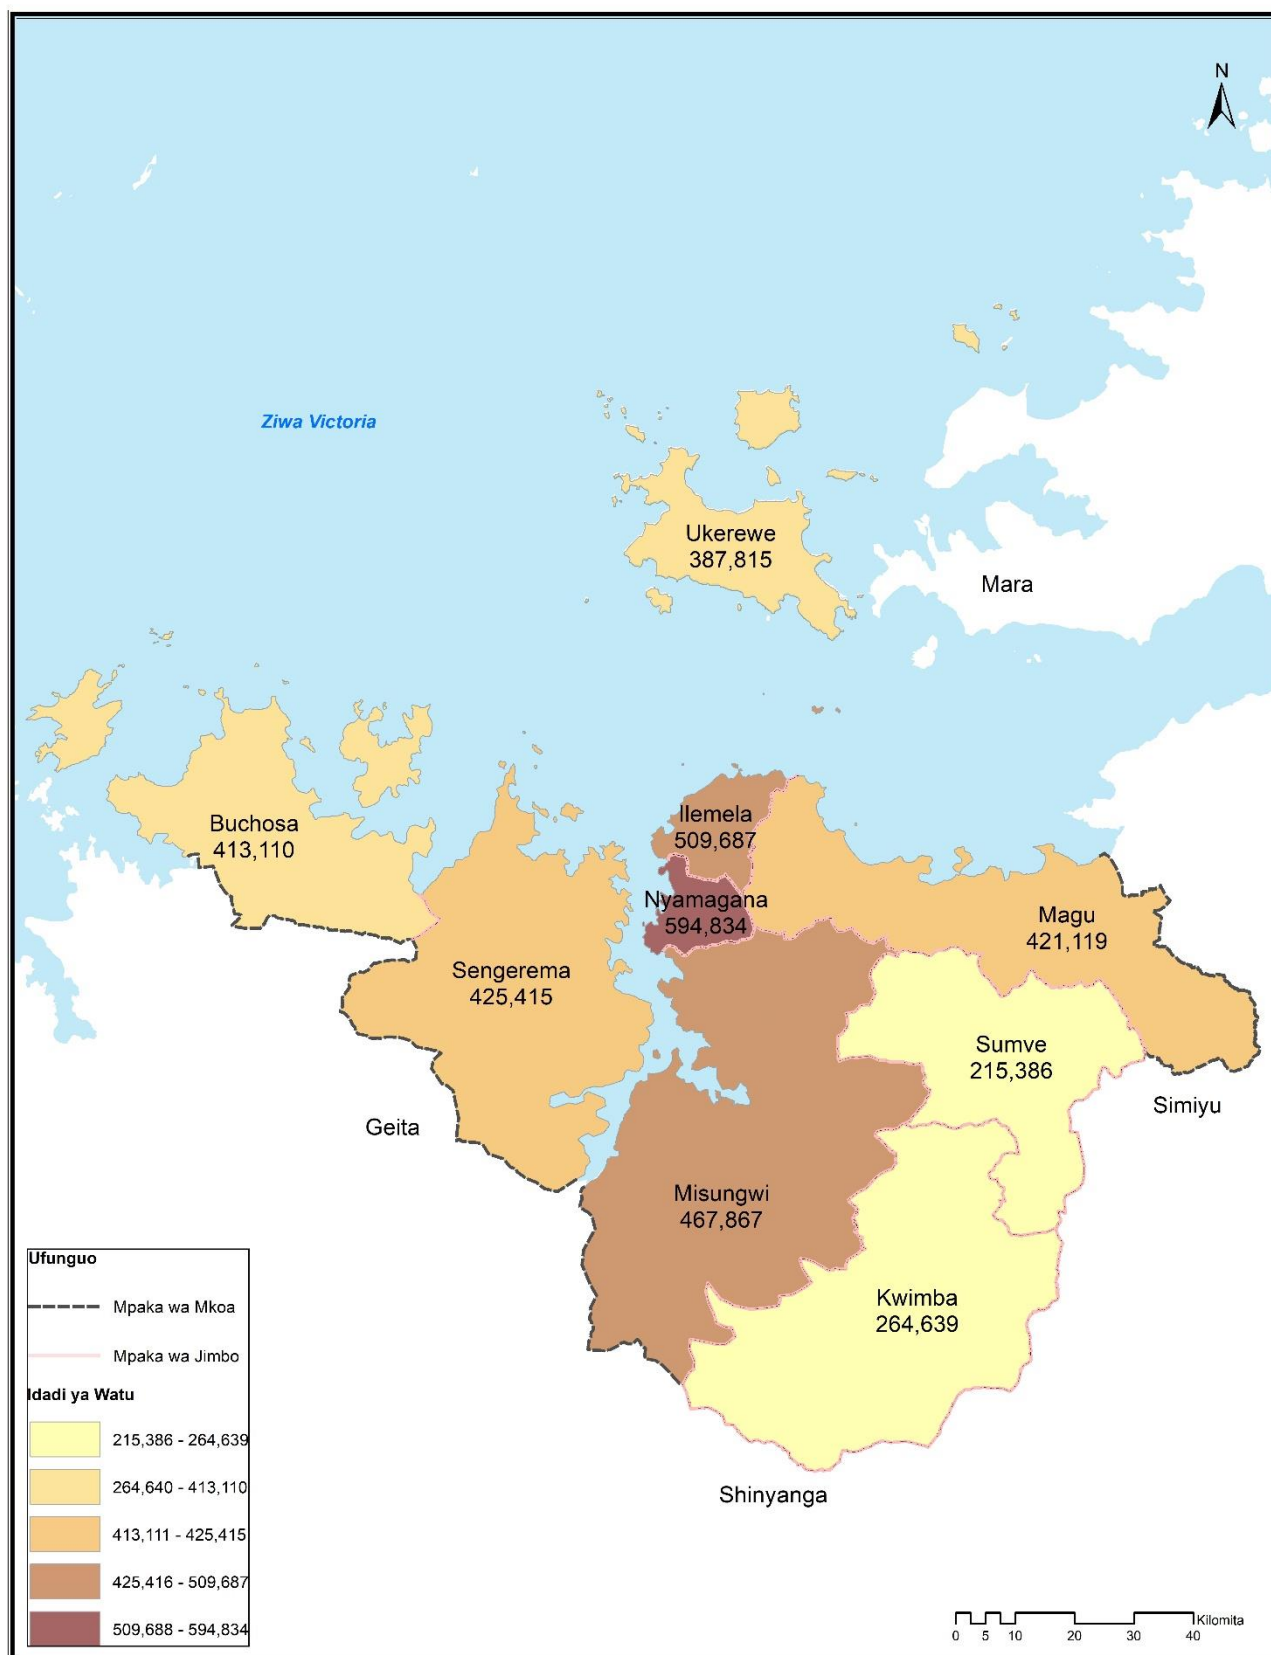 N
Ziwa Victoria
Ukerewe
387,815
Mara
Buchosa
413,110
Ilemela
509,687
Nyamagana
594,834
Magu
421,119
Sengerema
425,415
Sumve
215,386
Simiyu
Geita
Misungwi
467,867
Kwimba
264,639
Shinyanga
Ufunguo
Mpaka wa Mkoa
Mpaka wa Jimbo
Idadi ya Watu
215,386 - 264,639
264,640 - 413,110
413,111 - 425,415
425,416 - 509,687
509,688 - 594,834
Kilomita
0 5 10 20 30 40